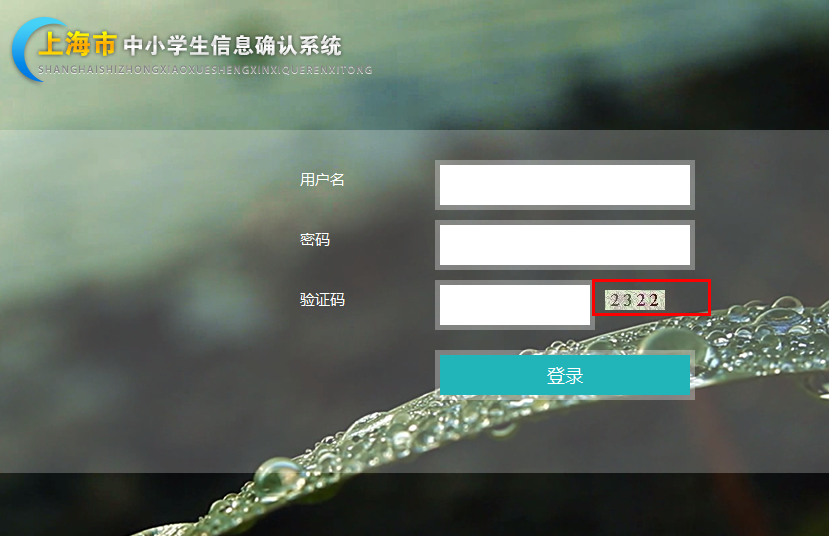 上海市 中小学生信息确认系统
SHANGHAISHIZHONGXIAOXUESHENGXINXIQUERENXITONG
用户名
密码
验证码 2322
登录